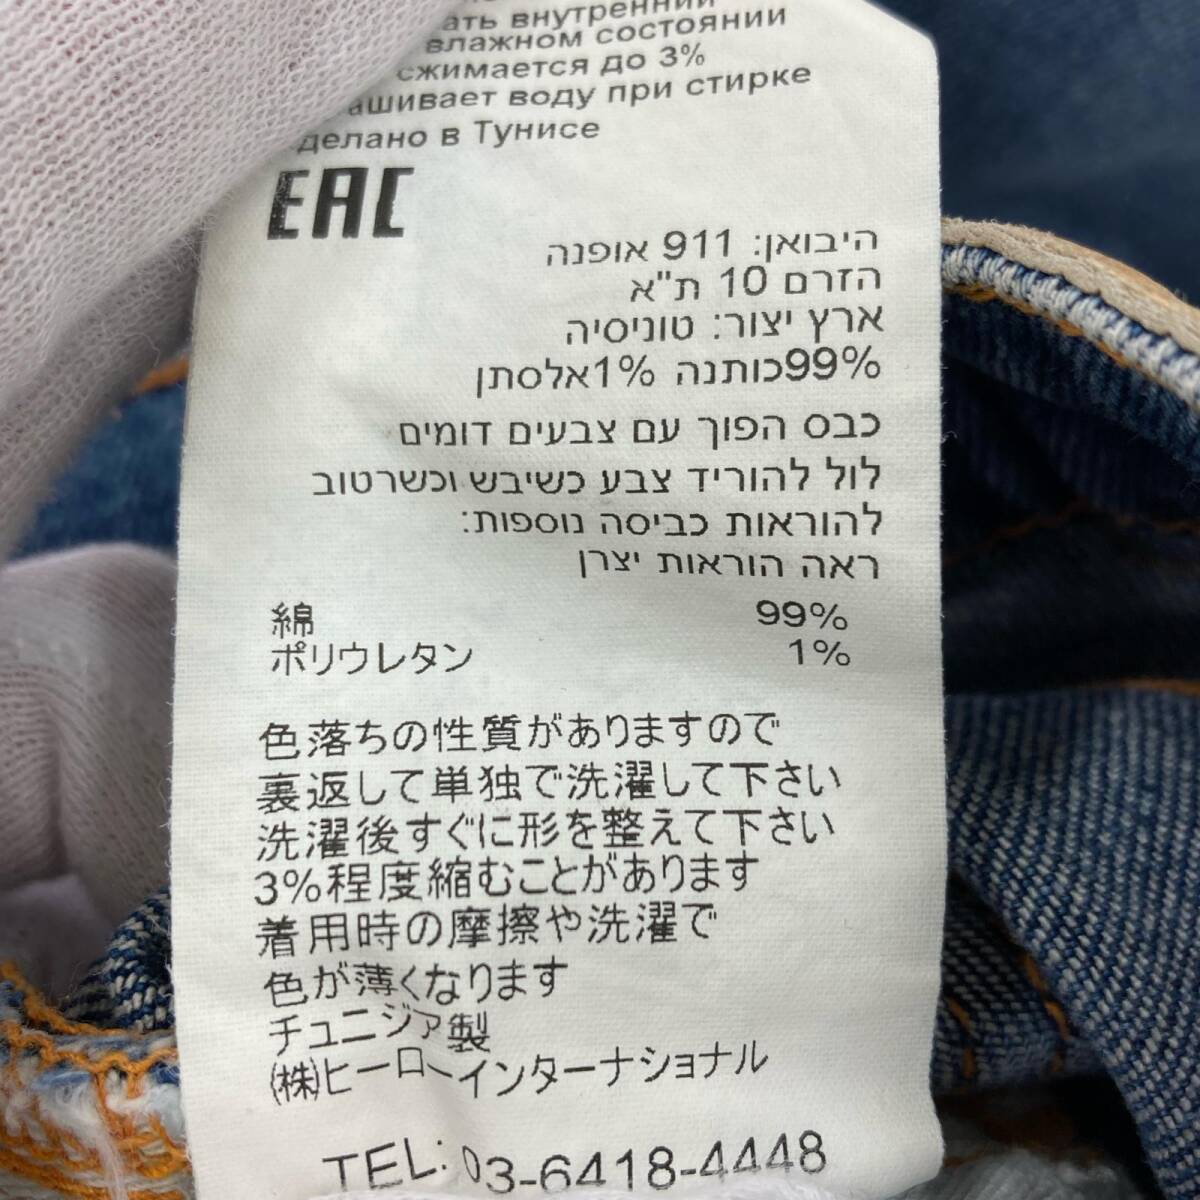 внутренний
влажном состоянии
сжимается до 3%
воду при стирке
в Тунисе
EAC
היבואן: 911 אופנה
הזרם 10 ת"א
ארץ יצור: טוניסיה
99%כותנה 1%אלסתן
כבס הפוך עם צבעים דומים
לול להוריד צבע כשיבש וכשרטוב
להוראות כביסה נוספות:
ראה הוראות יצרן
綿 99%
ポリウレタン 1%
色落ちの性質がありますので
裏返して単独で洗濯して下さい
洗濯後すぐに形を整えて下さい
3%程度縮むことがあります
着用時の摩擦や洗濯で
色が薄くなります
チュニジア製
(株)ヒーローインターナショナル
TEL: 03-6418-4448